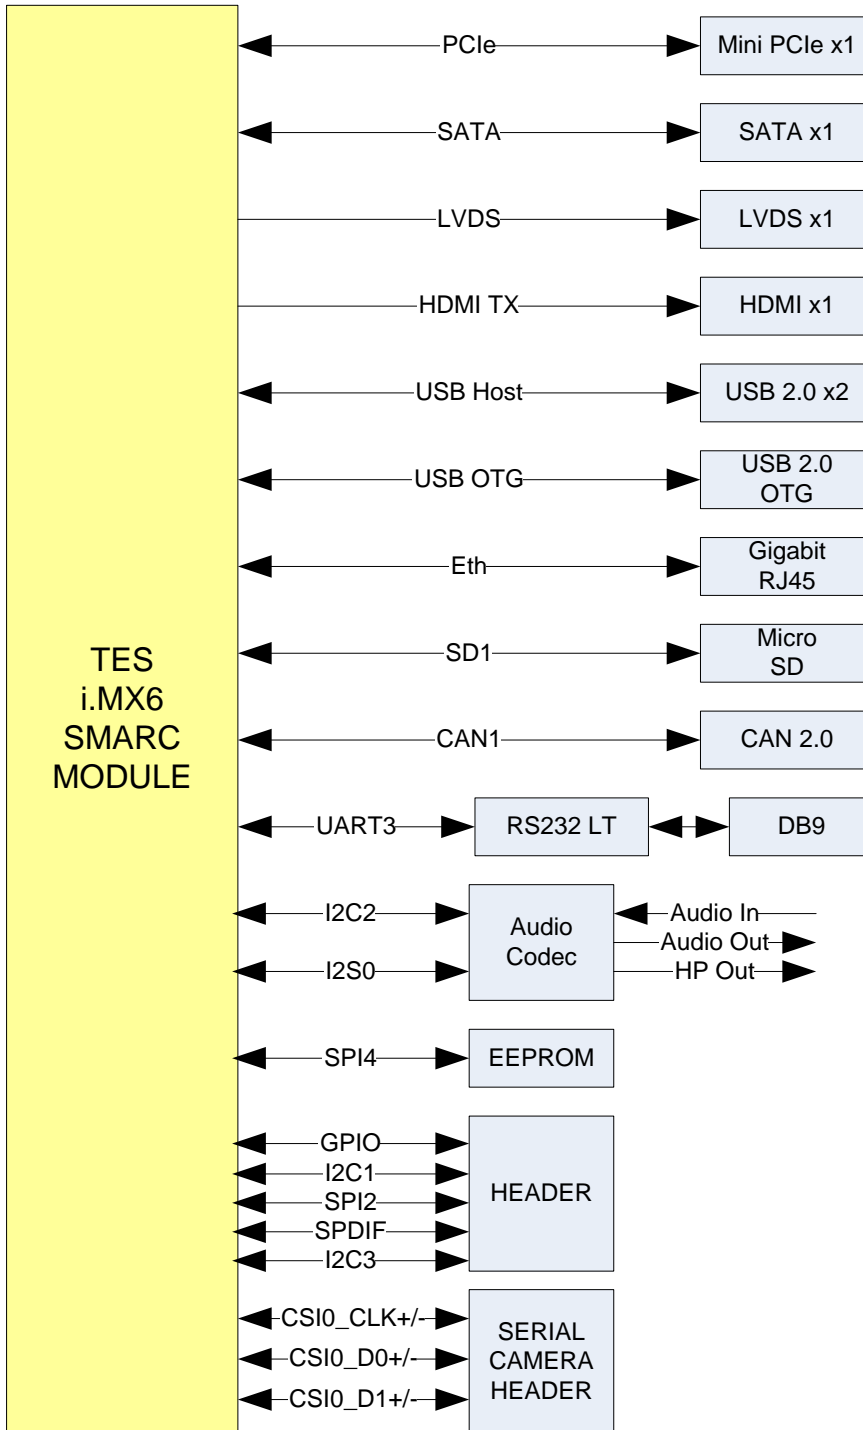 PCIe
Mini PCIe x1
SATA
SATA x1
LVDS
LVDS x1
HDMI TX
HDMI x1
USB Host
USB 2.0 x2
USB OTG
USB 2.0
OTG
Eth
Gigabit
RJ45
TES
i.MX6
SMARC
MODULE
SD1
Micro
SD
CAN1
CAN 2.0
UART3
RS232 LT
DB9
I2C2
I2S0
Audio
Codec
Audio In
Audio Out
HP Out
SPI4
EEPROM
GPIO
I2C1
SPI2
SPDIF
I2C3
HEADER
CSI0_CLK+/-
CSI0_D0+/-
CSI0_D1+/-
SERIAL
CAMERA
HEADER